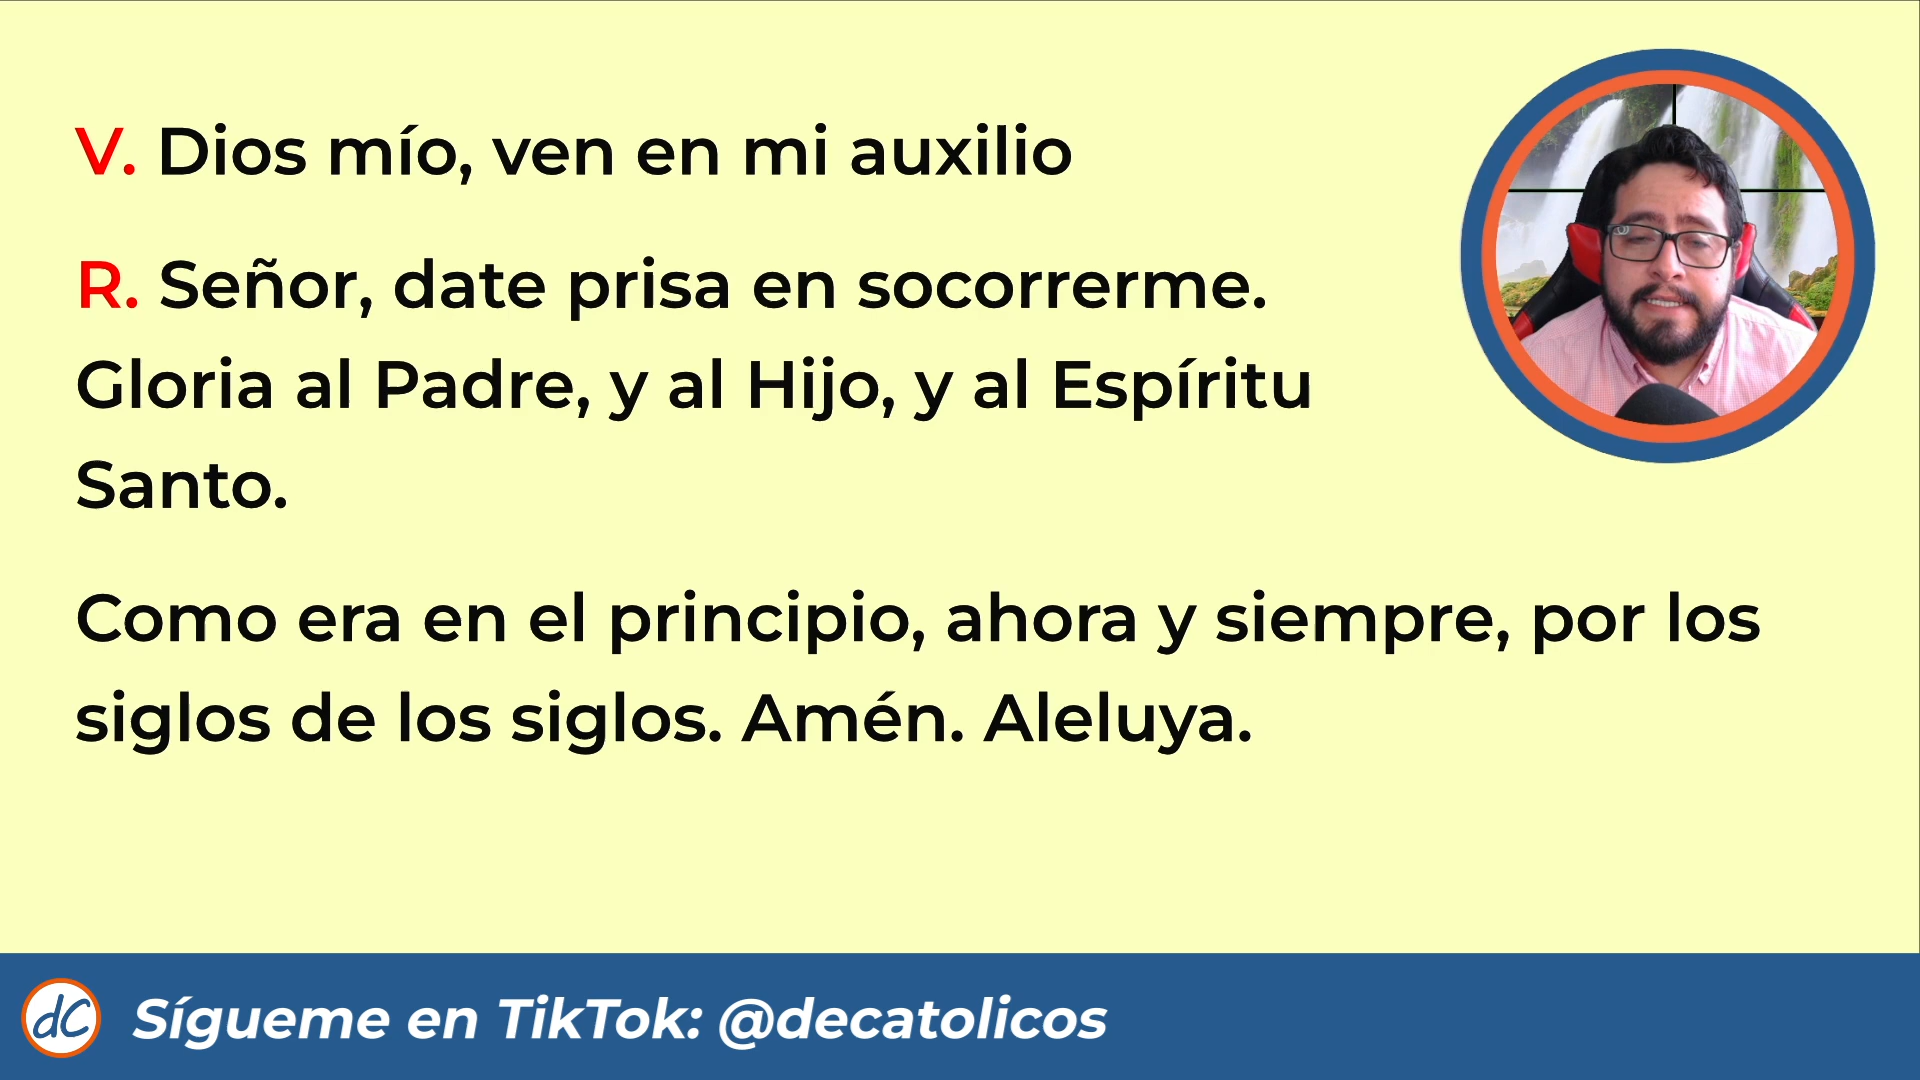 V. Dios mío, ven en mi auxilio
R. Señor, date prisa en socorrerme.
Gloria al Padre, y al Hijo, y al Espíritu
Santo.
Como era en el principio, ahora y siempre, por los
siglos de los siglos. Amén. Aleluya.
dC Sígueme en TikTok: @decatolicos